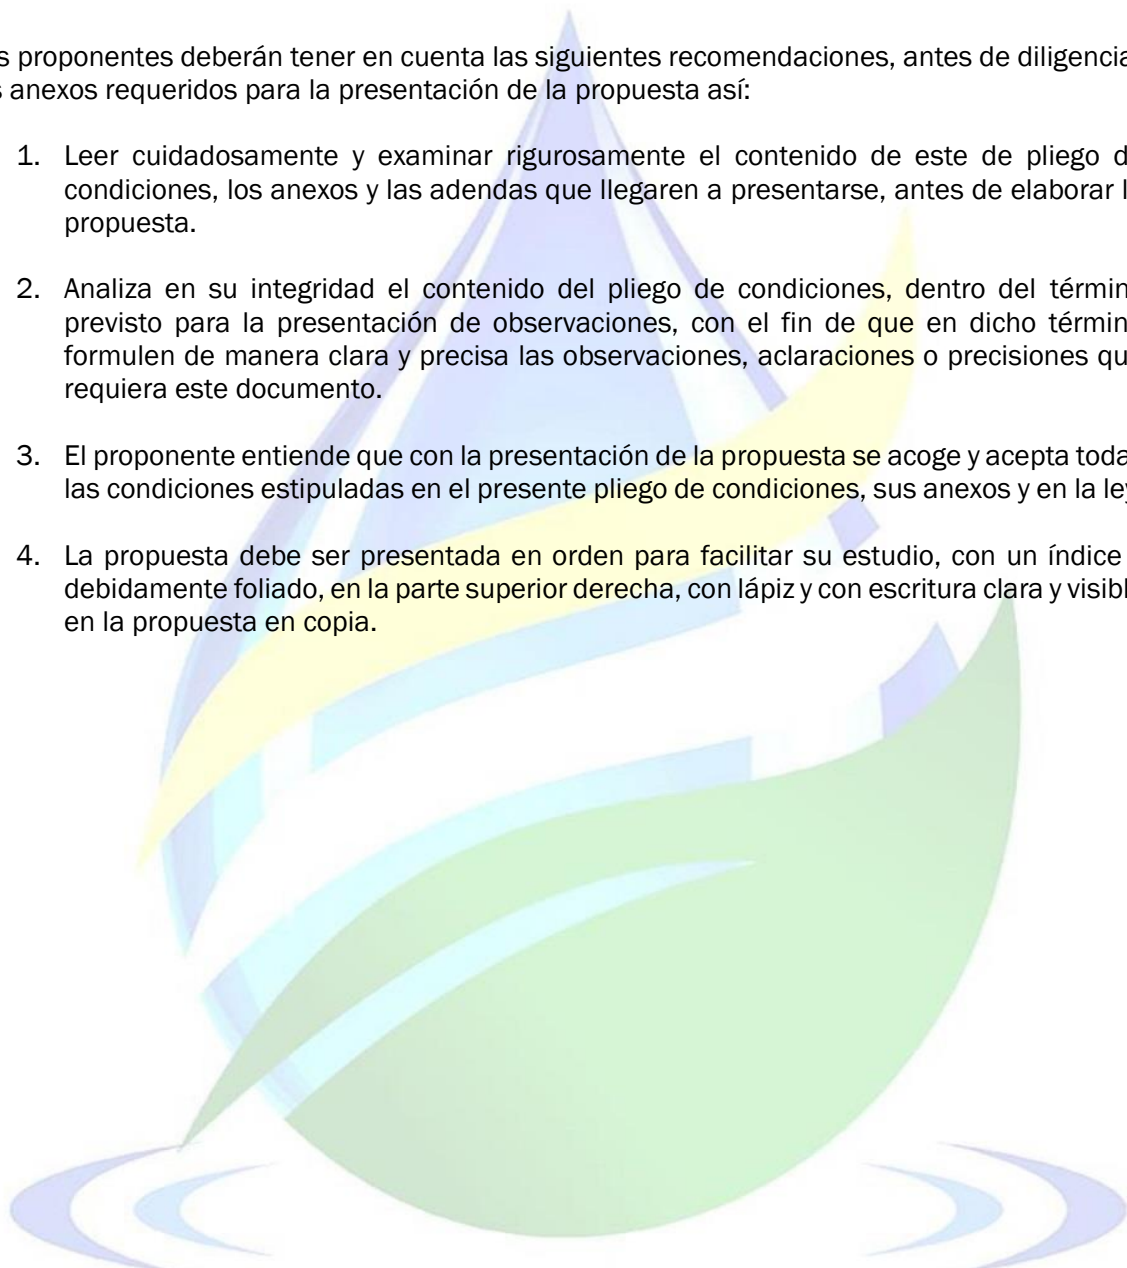 s proponentes deberán tener en cuenta las siguientes recomendaciones, antes de diligencia
s anexos requeridos para la presentación de la propuesta así:
1. Leer cuidadosamente y examinar rigurosamente el contenido de este de pliego d
condiciones, los anexos y las adendas que llegaren a presentarse, antes de elaborar l
propuesta.
2. Analiza en su integridad el contenido del pliego de condiciones, dentro del términ
previsto para la presentación de observaciones, con el fin de que en dicho términ
formulen de manera clara y precisa las observaciones, aclaraciones o precisiones qu
requiera este documento.
3. El proponente entiende que con la presentación de la propuesta se acoge y acepta toda
las condiciones estipuladas en el presente pliego de condiciones, sus anexos y en la ley
4. La propuesta debe ser presentada en orden para facilitar su estudio, con un índice
debidamente foliado, en la parte superior derecha, con lápiz y con escritura clara y visibl
en la propuesta en copia.